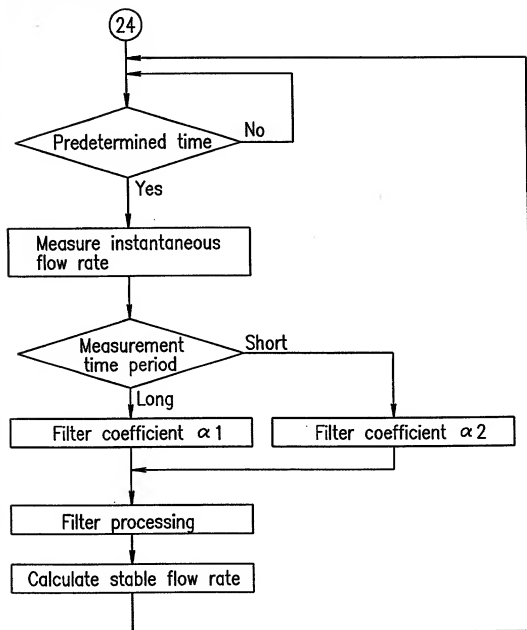 24
Predetermined time
No
Yes
Measure instantaneous
flow rate
Measurement
time period
Short
Long
Filter coefficient α1
Filter coefficient α2
Filter processing
Calculate stable flow rate